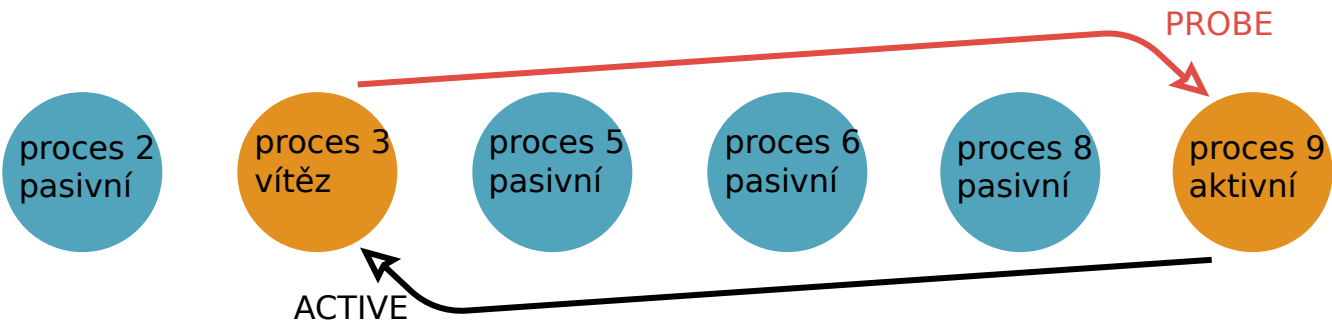 PROBE
proces 2
pasivní
proces 3
vítěz
proces 5
pasivní
proces 6
pasivní
proces 8
pasivní
proces 9
aktivní
ACTIVE